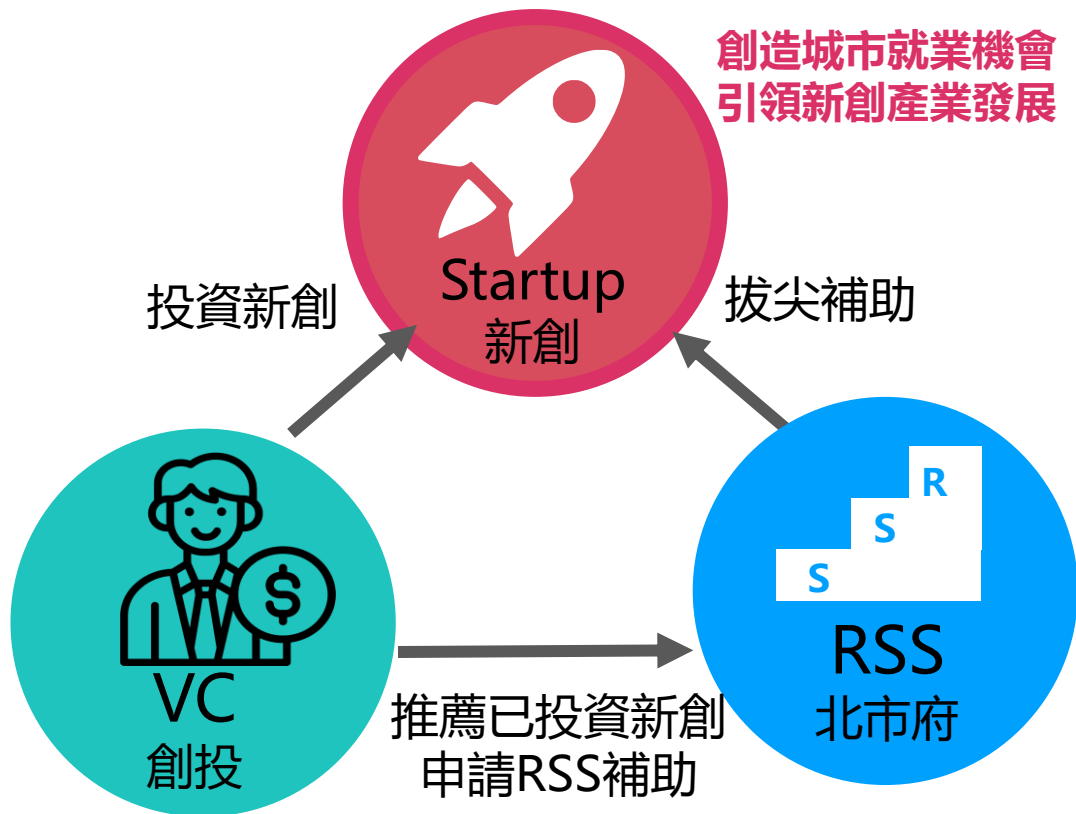 創造城市就業機會
引領新創產業發展
Startup
新創
投資新創
拔尖補助
$
VC
創投
R
S
S
RSS
北市府
推薦已投資新創
申請RSS補助